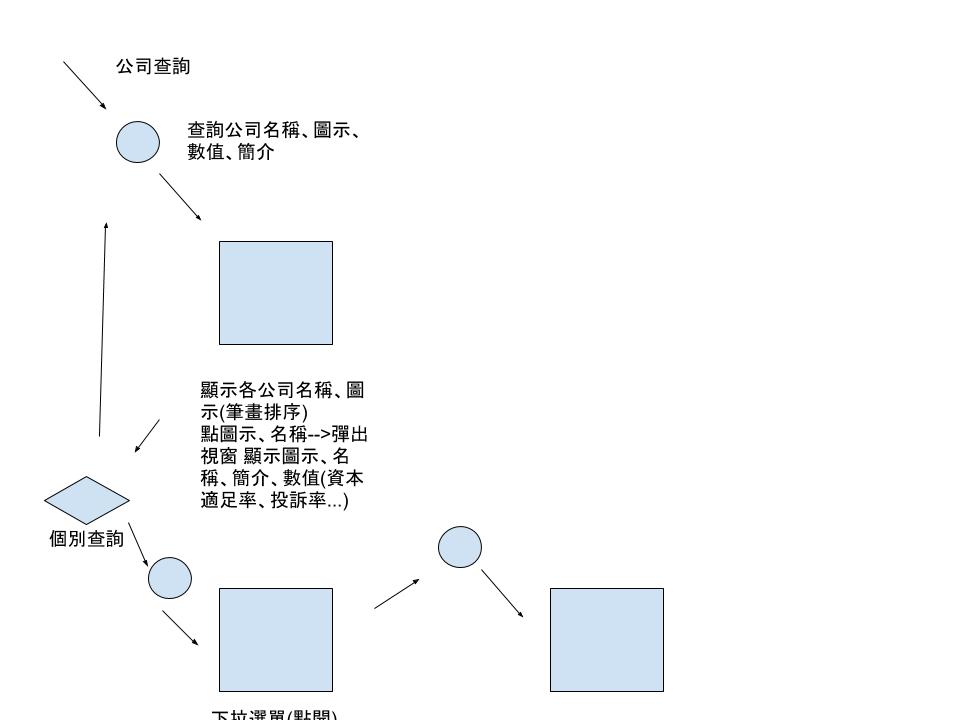 公司查詢
查詢公司名稱、圖示、
數值、簡介
顯示各公司名稱、圖
示(筆畫排序)
點圖示、名稱-->彈出
視窗 顯示圖示、名
稱、簡介、數值(資本
適足率、投訴率...)
個別查詢
下拉選單(點開)